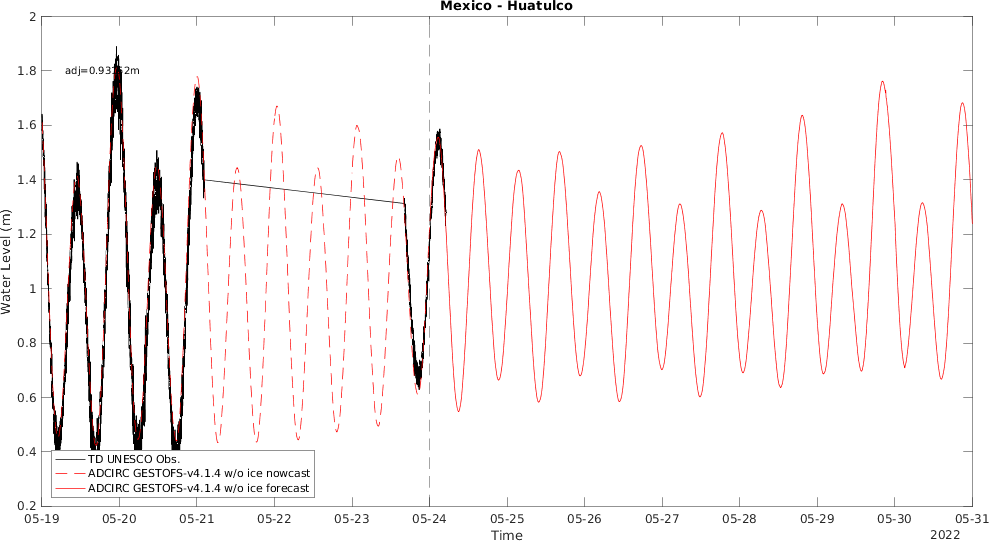 Mexico - Huatulco
2
1.8
1.6
1.4
1.2
1
0.8
0.6
0.4
0.2
Water Level (m)
TD UNESCO Obs.
ADCIRC GESTOFS-v4.1.4 w/o ice nowcast
ADCIRC GESTOFS-v4.1.4 w/o ice forecast
05-19 05-20 05-21 05-22 05-23 05-24 05-25 05-26 05-27 05-28 05-29 05-30 05-31
Time
2022